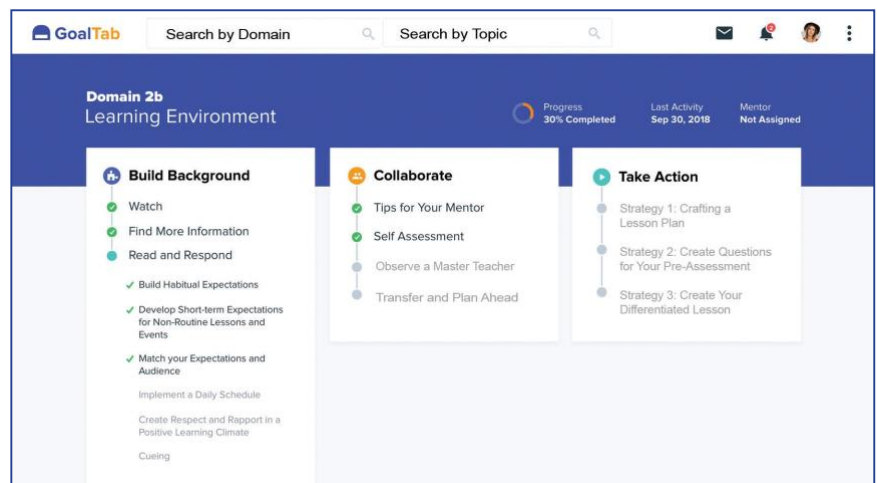 GoalTab
Search by Domain
Search by Topic
2
Domain 2b
Learning Environment
Progress
30% Completed
Last Activity
Sep 30, 2018
Mentor
Not Assigned
Build Background
Watch
Find More Information
Read and Respond
Build Habitual Expectations
Develop Short-term Expectations
for Non-Routine Lessons and
Events
Match your Expectations and
Audience
Implement a Daily Schedule
Create Respect and Rapport in a
Positive Learning Climate
Cueing
Collaborate
Tips for Your Mentor
Self Assessment
Observe a Master Teacher
Transfer and Plan Ahead
Take Action
Strategy 1: Crafting a
Lesson Plan
Strategy 2: Create Questions
for Your Pre-Assessment
Strategy 3: Create Your
Differentiated Lesson